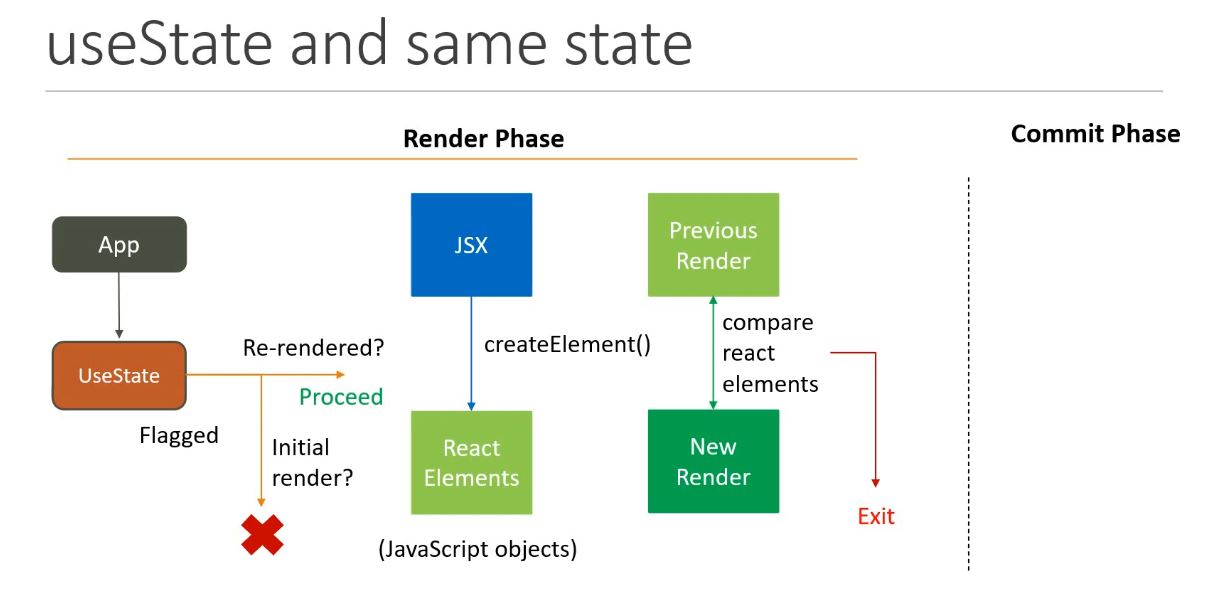 useState and same state
Render Phase
Commit Phase
App
UseState
Flagged
Re-rendered?
Proceed
Initial
render?
JSX
createElement()
React
Elements
(JavaScript objects)
Previous
Render
compare
react
elements
New
Render
Exit